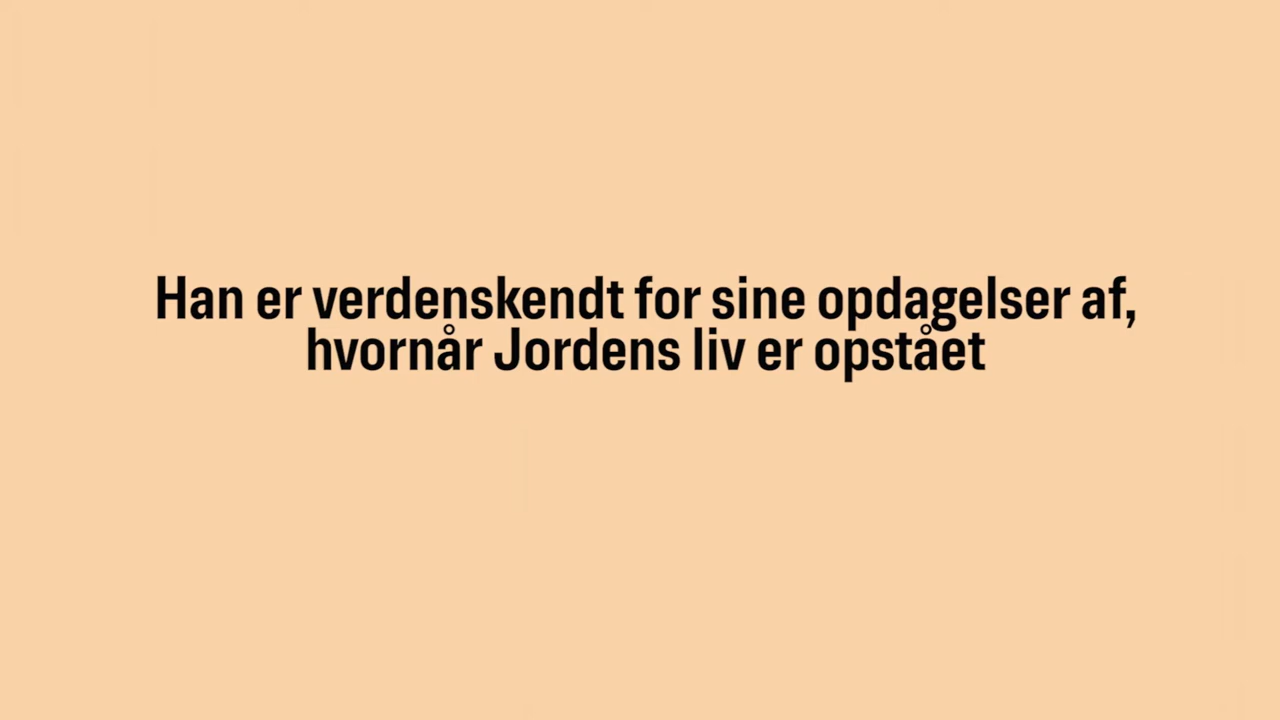 Han er verdenskendt for sine opdagelser af,
hvornår Jordens liv er opstået